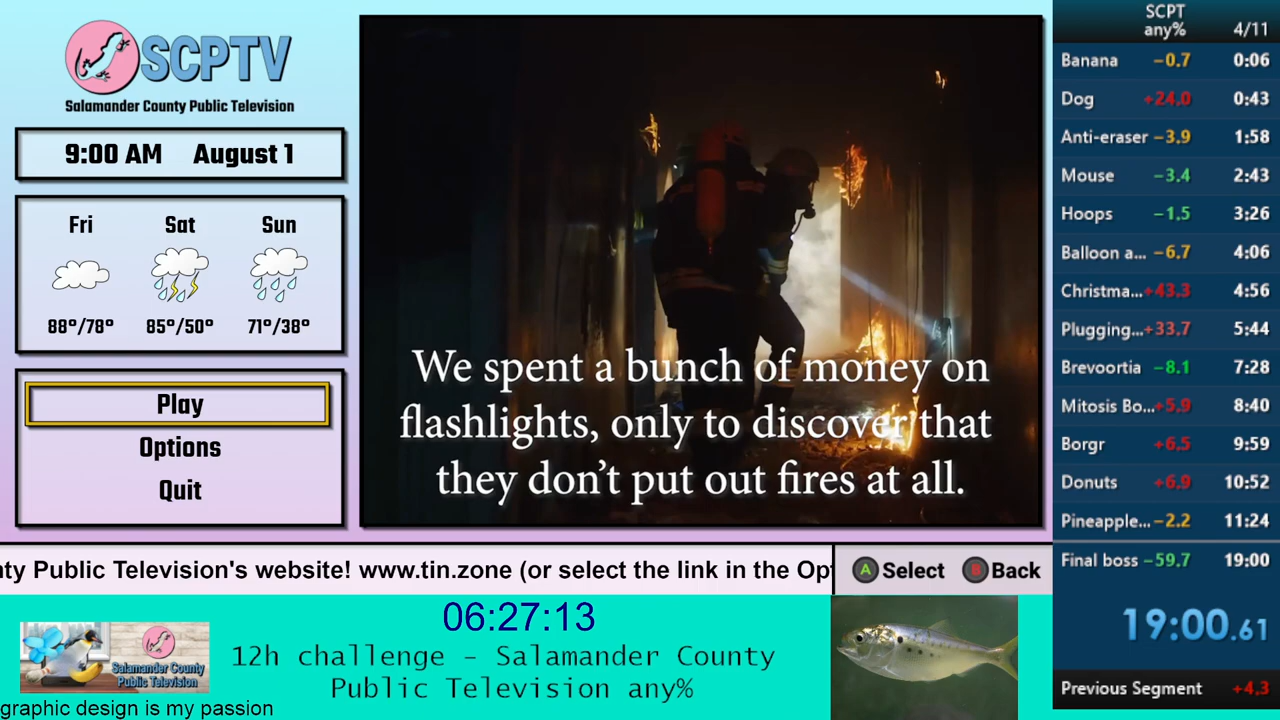 SCPTV
Salamander County Public Television
9:00 AM August 1
Fri Sat Sun
88°/78° 85°/50° 71°/38°
Play
Options
Quit
We spent a bunch of money on
flashlights, only to discover that
they don't put out fires at all.
nty Public Television's website! www.tin.zone (or select the link in the Opt
A Select B Back
06:27:13
12h challenge - Salamander County
Public Television any%
Salamander County
Public Television
graphic design is my passion
SCPT
any% 4/11
Banana −0.7 0:06
Dog +24.0 0:43
Anti-eraser −3.9 1:58
Mouse −3.4 2:43
Hoops −1.5 3:26
Balloon a... −6.7 4:06
Christma... +43.3 4:56
Plugging... +33.7 5:44
Brevoortia −8.1 7:28
Mitosis Bo... +5.9 8:40
Borgr +6.5 9:59
Donuts +6.9 10:52
Pineapple... −2.2 11:24
Final boss −59.7 19:00
19:00.61
Previous Segment +4.3